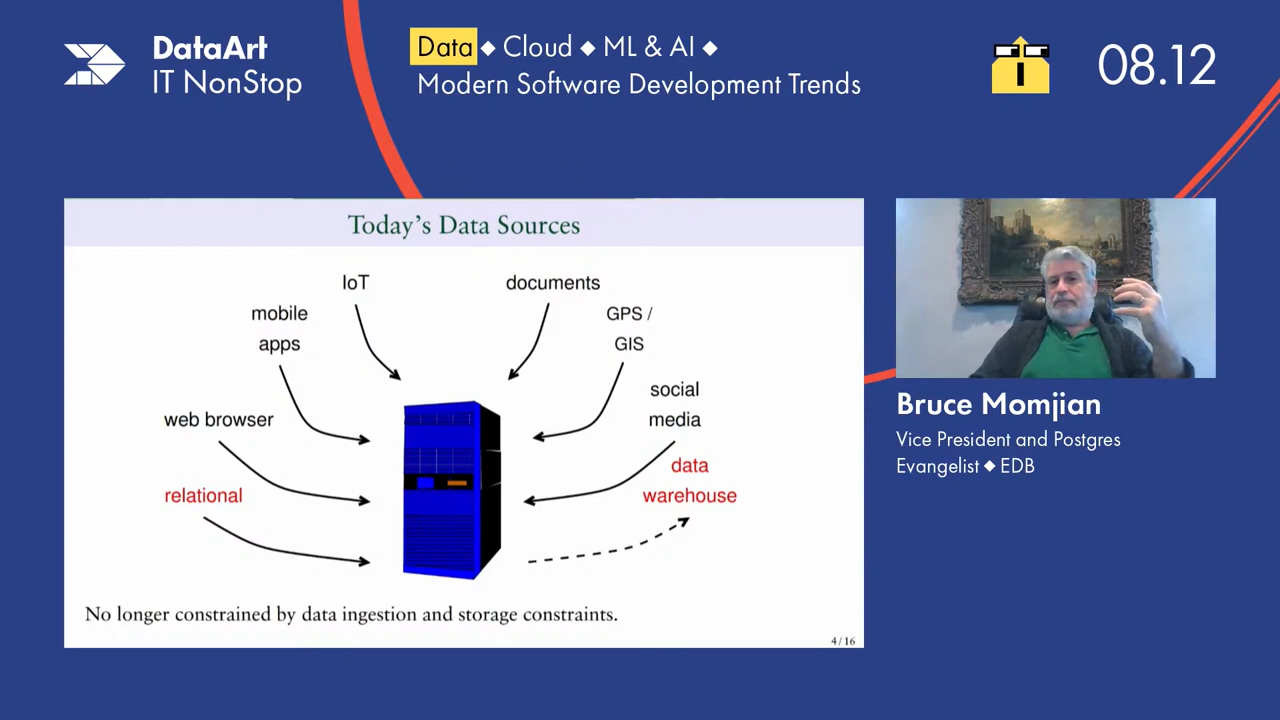 DataArt
IT NonStop
Data ◆ Cloud ◆ ML & AI ◆
Modern Software Development Trends
08.12
Today's Data Sources
IoT
documents
mobile
apps
GPS /
GIS
social
media
web browser
data
warehouse
relational
No longer constrained by data ingestion and storage constraints.
4 / 16
Bruce Momjian
Vice President and Postgres
Evangelist ◆ EDB